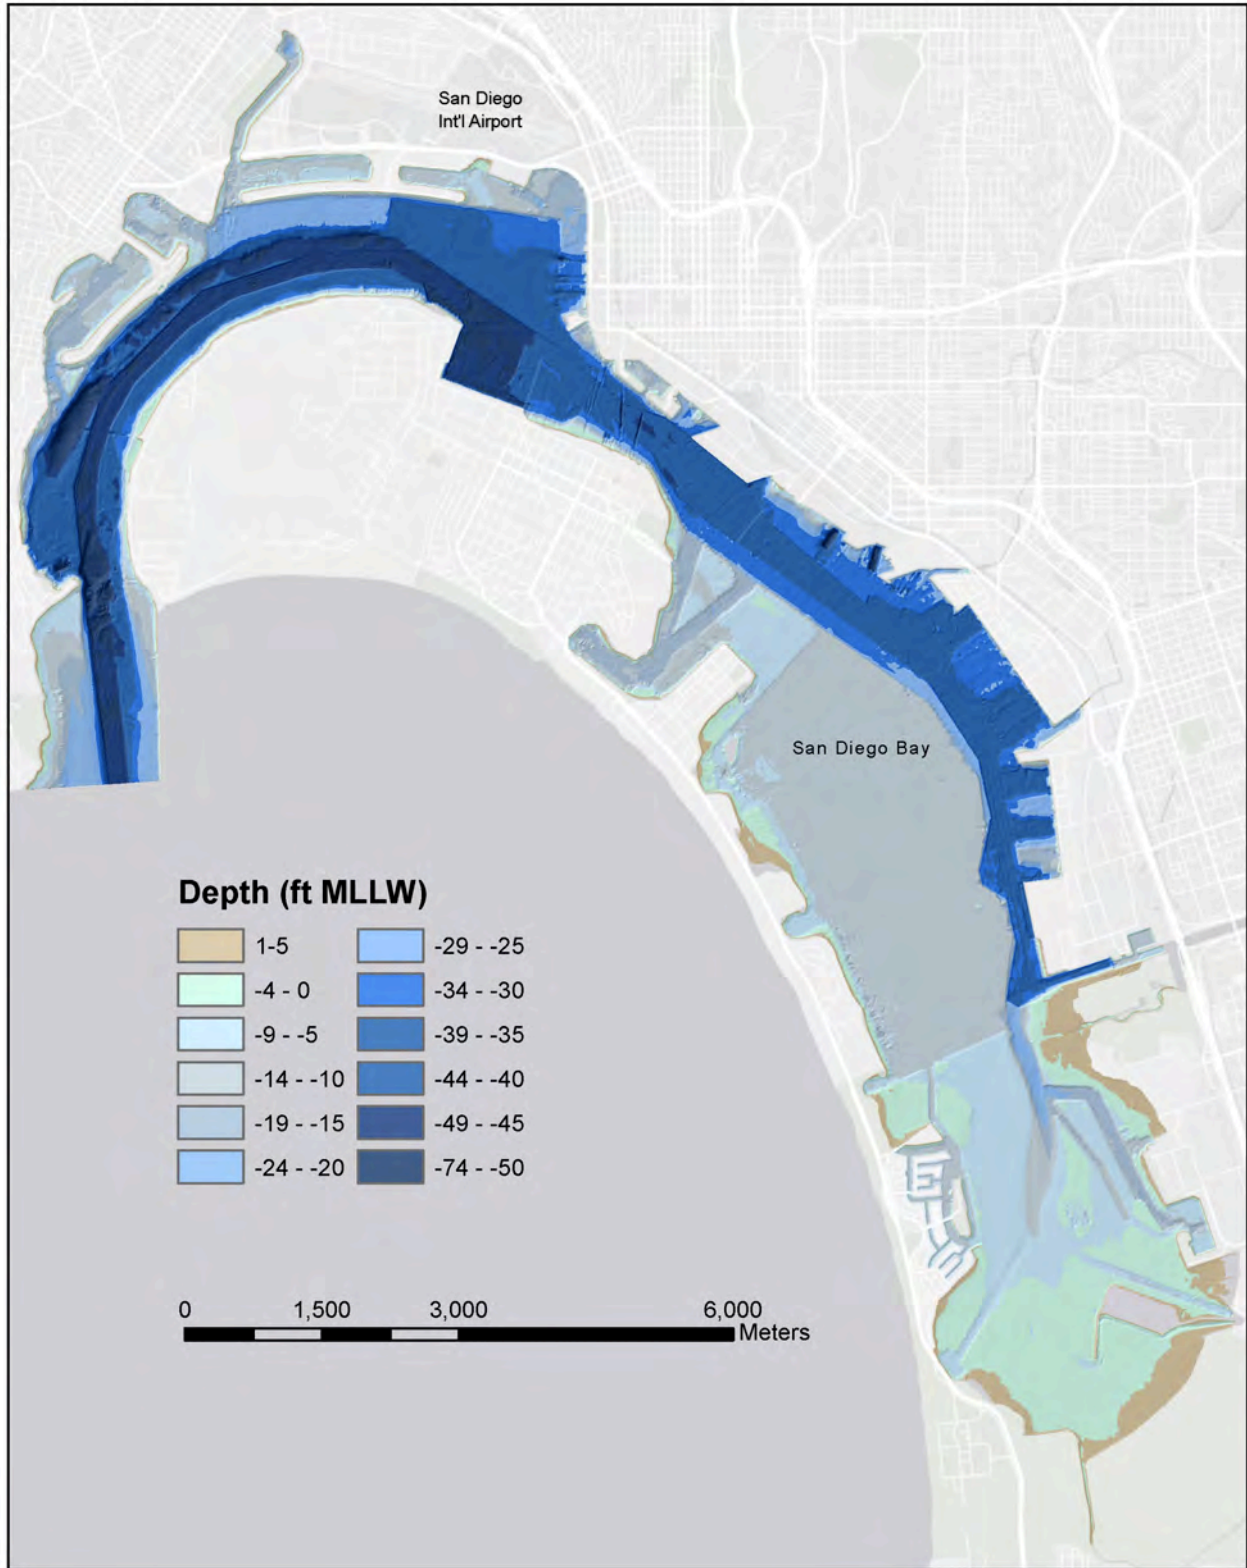 San Diego
Int'l Airport
San Diego Bay
Depth (ft MLLW)
1-5
-4 - 0
-9 - -5
-14 - -10
-19 - -15
-24 - -20
-29 - -25
-34 - -30
-39 - -35
-44 - -40
-49 - -45
-74 - -50
0 1,500 3,000 6,000
Meters